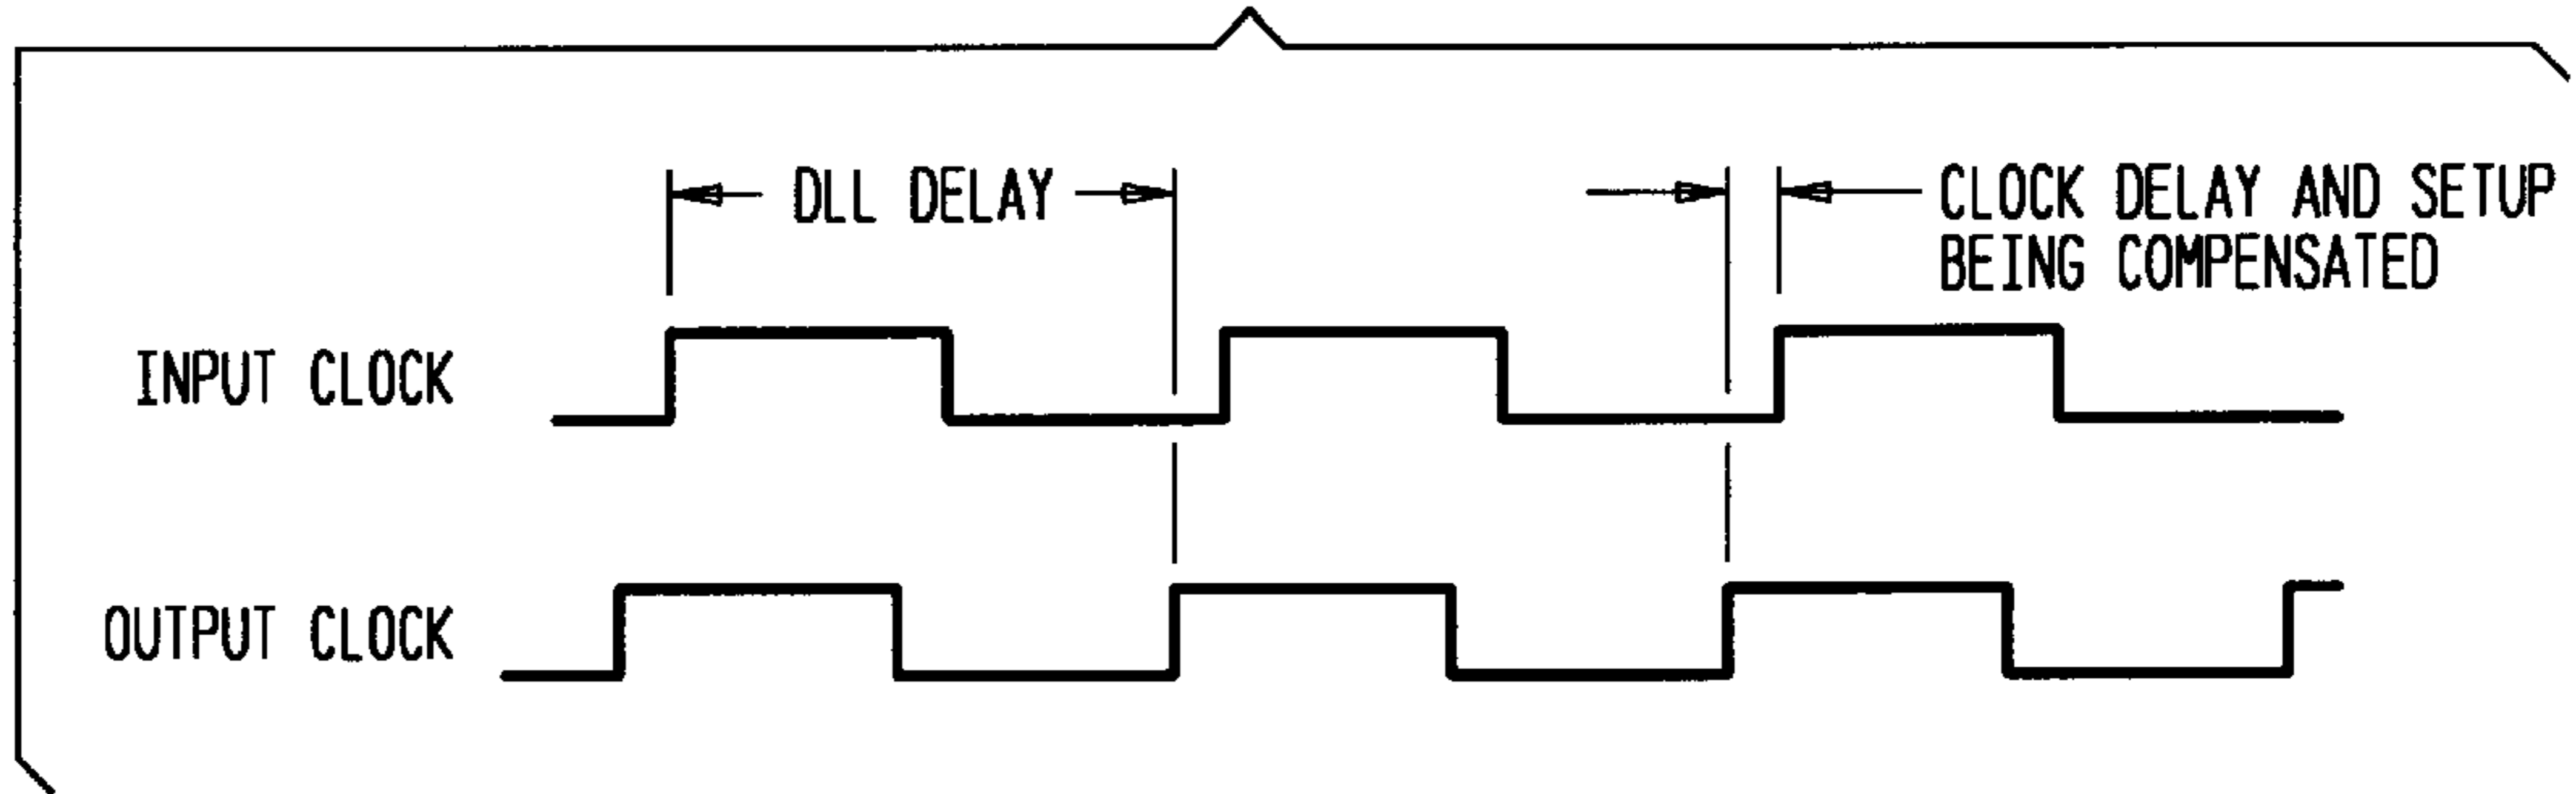 DLL DELAY
CLOCK DELAY AND SETUP
BEING COMPENSATED
INPUT CLOCK
OUTPUT CLOCK